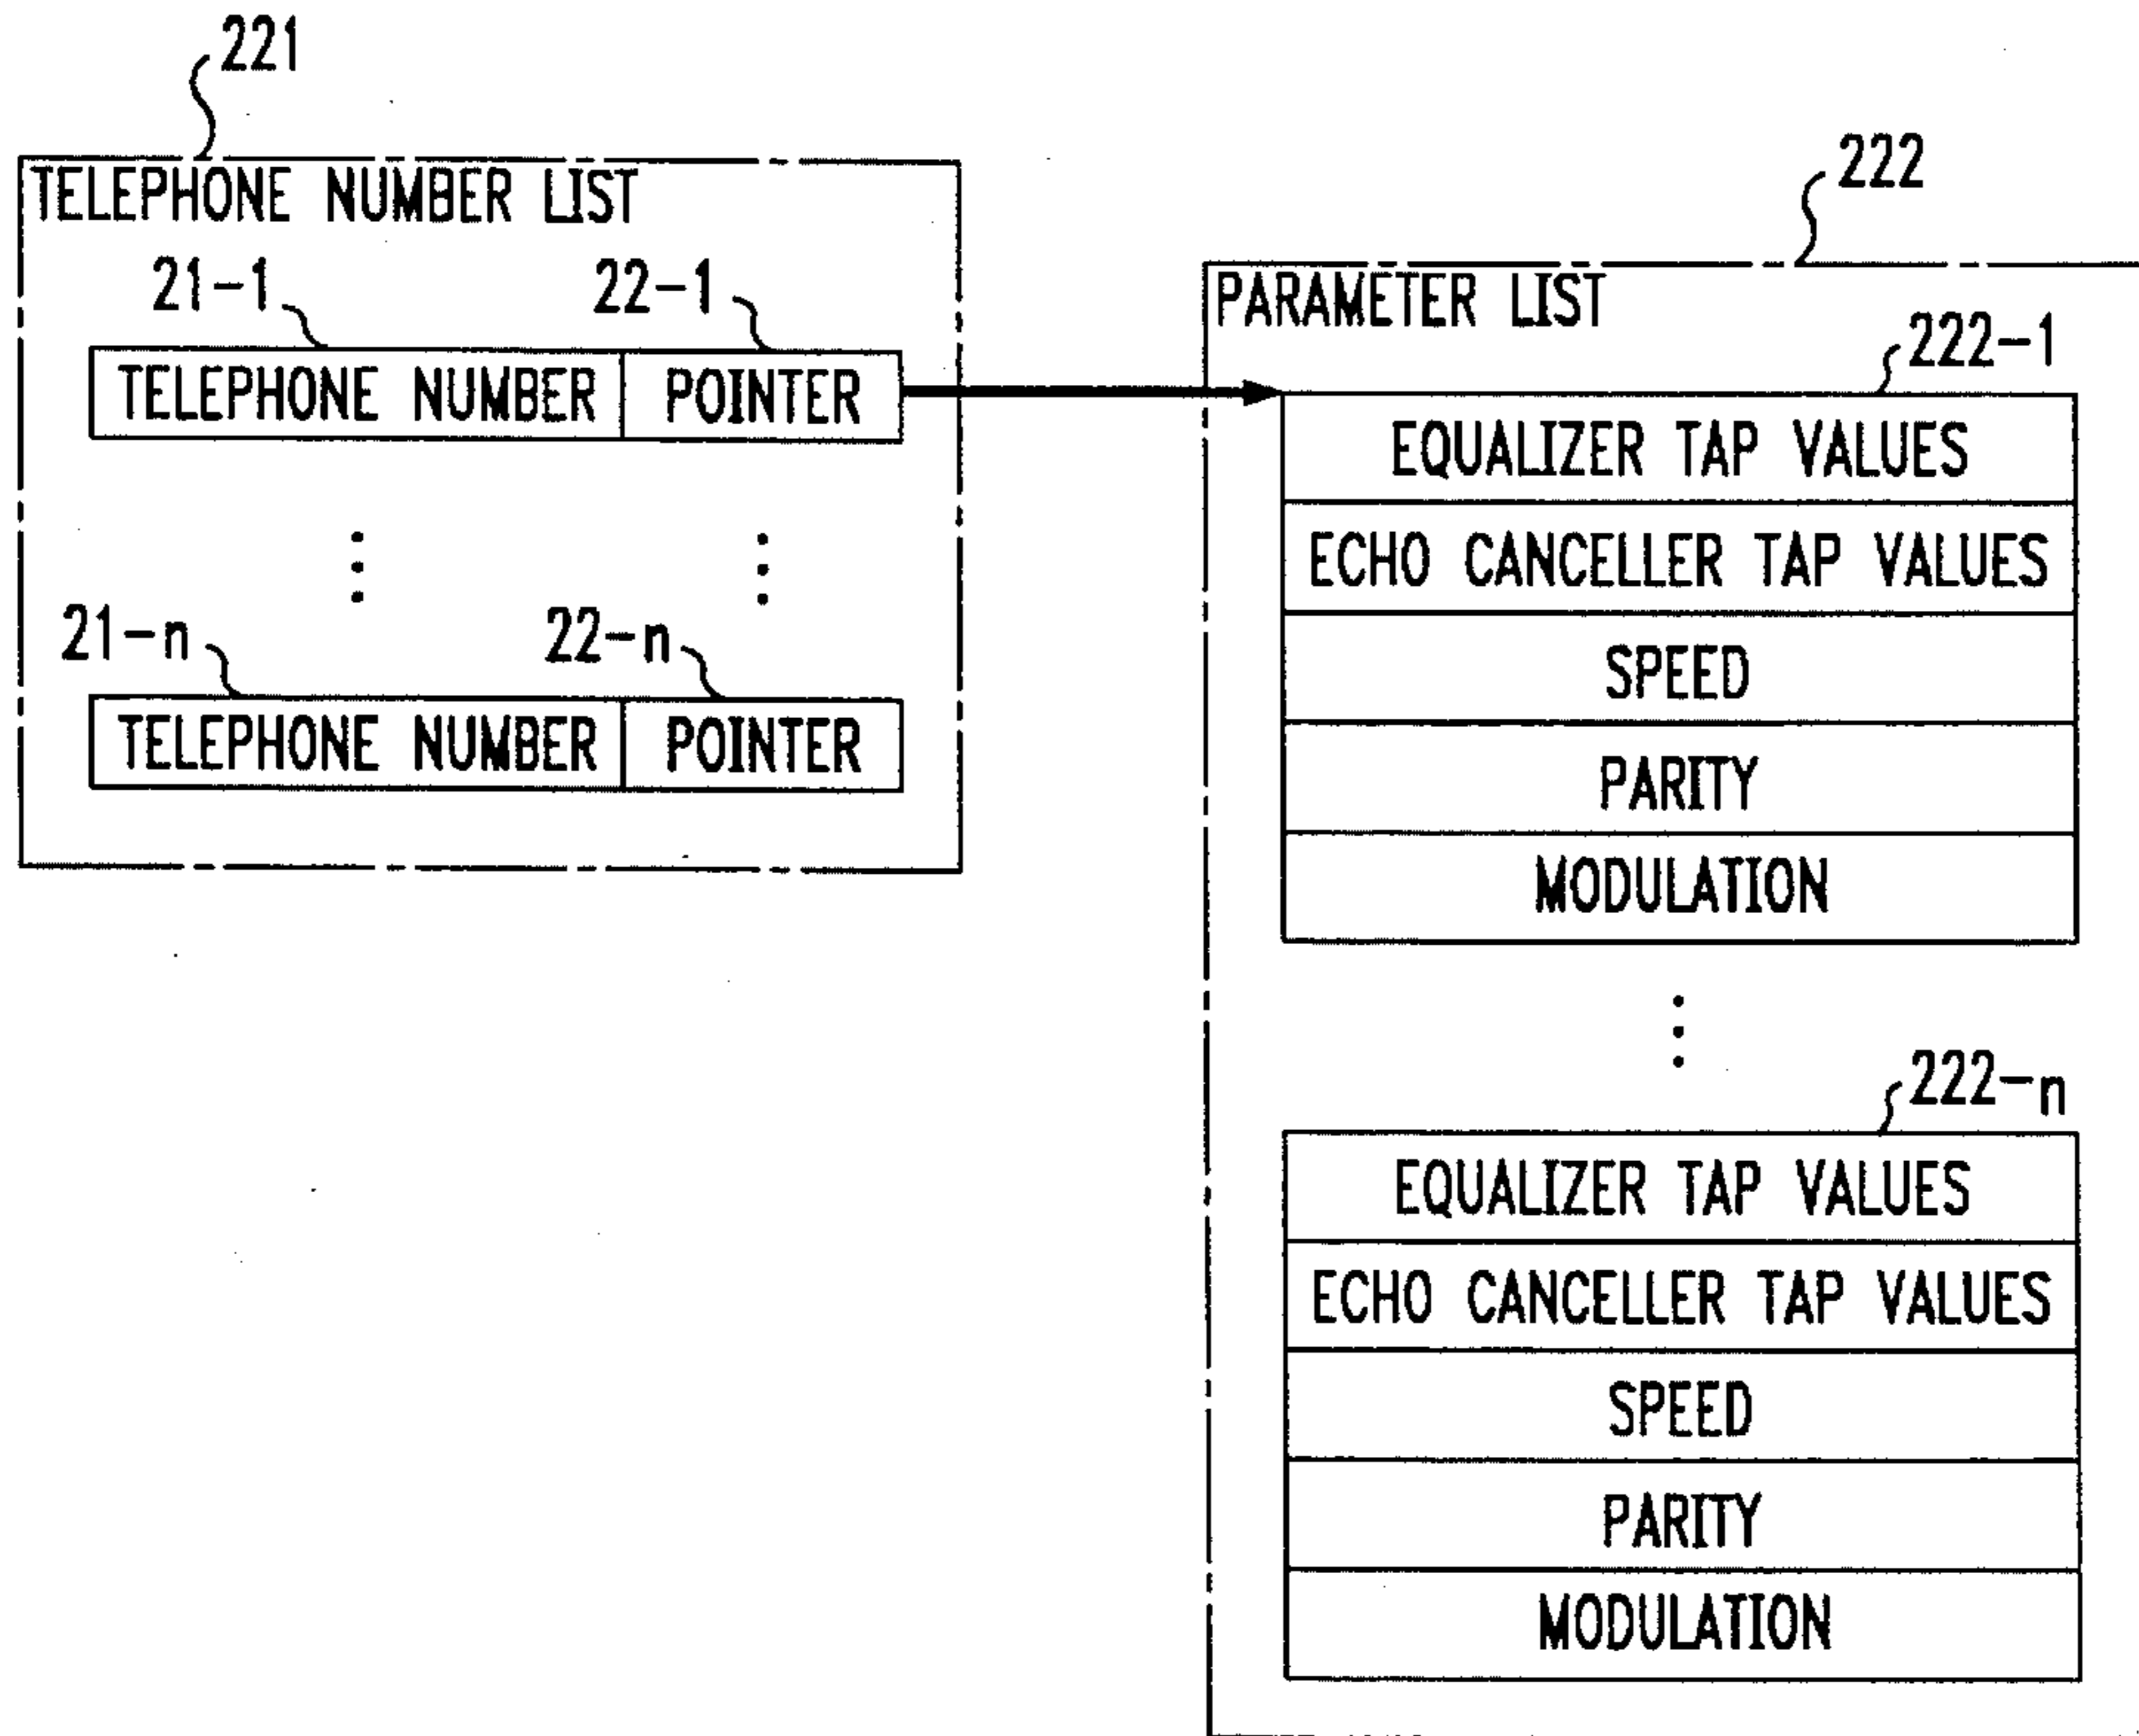 221
TELEPHONE NUMBER LIST
21-1
22-1
TELEPHONE NUMBER
POINTER
21-n
22-n
TELEPHONE NUMBER
POINTER
222
PARAMETER LIST
222-1
EQUALIZER TAP VALUES
ECHO CANCELLER TAP VALUES
SPEED
PARITY
MODULATION
222-n
EQUALIZER TAP VALUES
ECHO CANCELLER TAP VALUES
SPEED
PARITY
MODULATION